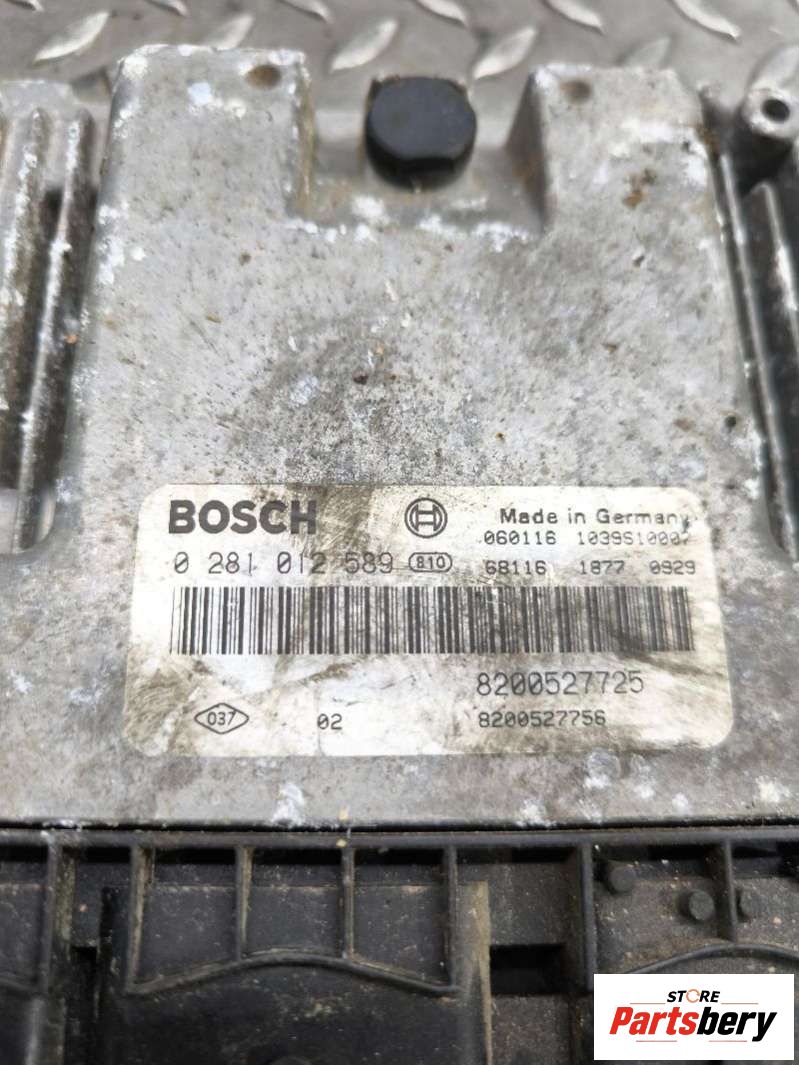 BOSCH
Made in Germany
060116 1039S10007
0 281 012 589 810 68116 1877 0929
8200527725
037 02 8200527756
STORE
Partsbery